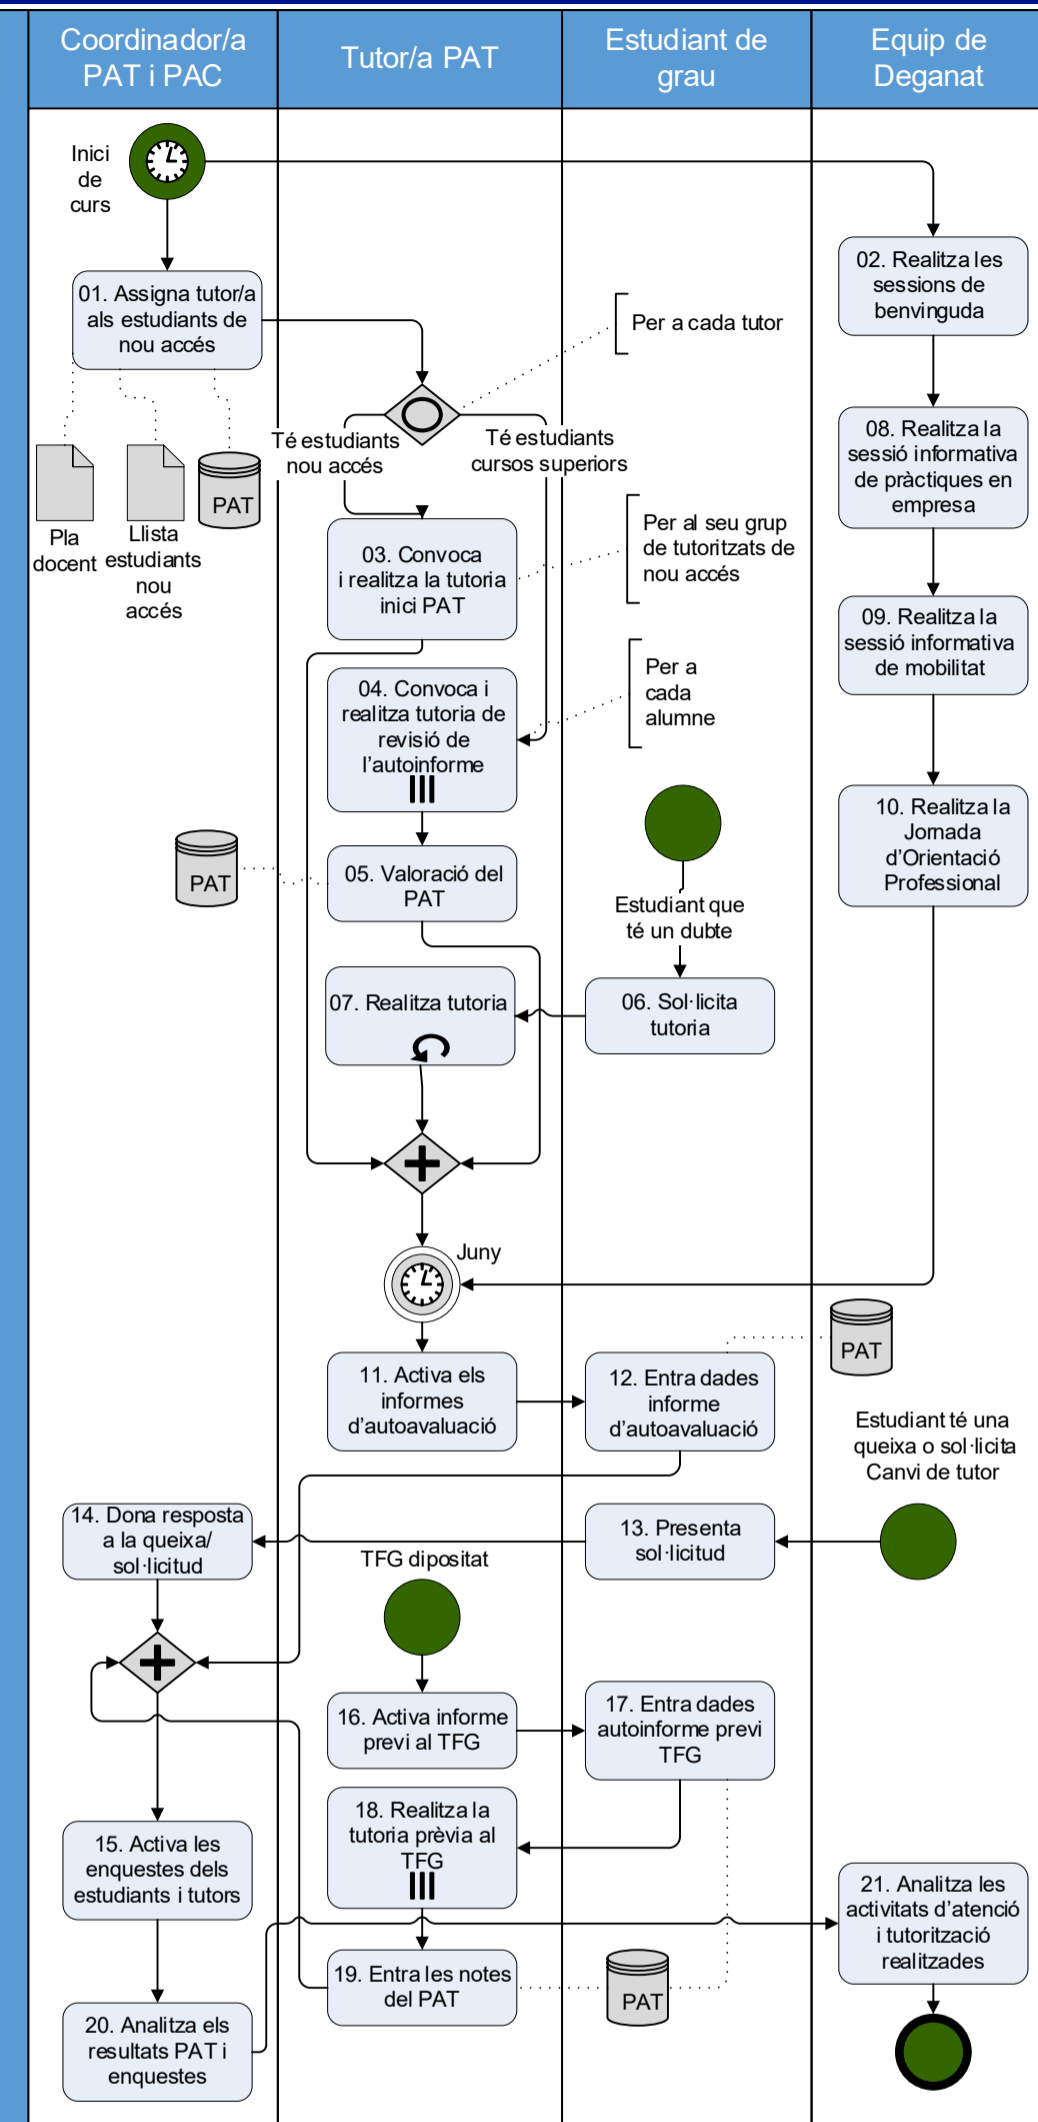 Coordinador/a
PAT i PAC
Tutor/a PAT
Estudiant de
grau
Equip de
Deganat
Inici
de
curs
01. Assigna tutor/a
als estudiants de
nou accés
02. Realitza les
sessions de
benvinguda
Per a cada tutor
Té estudiants
nou accés
Té estudiants
cursos superiors
08. Realitza la
sessió informativa
de pràctiques en
empresa
PAT
Pla
docent
Llista
estudiants
nou
accés
03. Convoca
i realitza la tutoria
inici PAT
Per al seu grup
de tutoritzats de
nou accés
09. Realitza la
sessió informativa
de mobilitat
04. Convoca i
realitza tutoria de
revisió de
l'autoinforme
Per a
cada
alumne
10. Realitza la
Jornada
d'Orientació
Professional
PAT
05. Valoració del
PAT
Estudiant que
té un dubte
07. Realitza tutoria
06. Sol·licita
tutoria
Juny
PAT
11. Activa els
informes
d'autoavaluació
12. Entra dades
informe
d'autoavaluació
Estudiant té una
queixa o sol·licita
Canvi de tutor
14. Dona resposta
a la queixa/
sol·licitud
13. Presenta
sol·licitud
TFG dipositat
16. Activa informe
previ al TFG
17. Entra dades
autoinforme previ
TFG
18. Realitza la
tutoria prèvia al
TFG
15. Activa les
enquestes dels
estudiants i tutors
21. Analitza les
activitats d'atenció
i tutorització
realitzades
19. Entra les notes
del PAT
PAT
20. Analitza els
resultats PAT i
enquestes